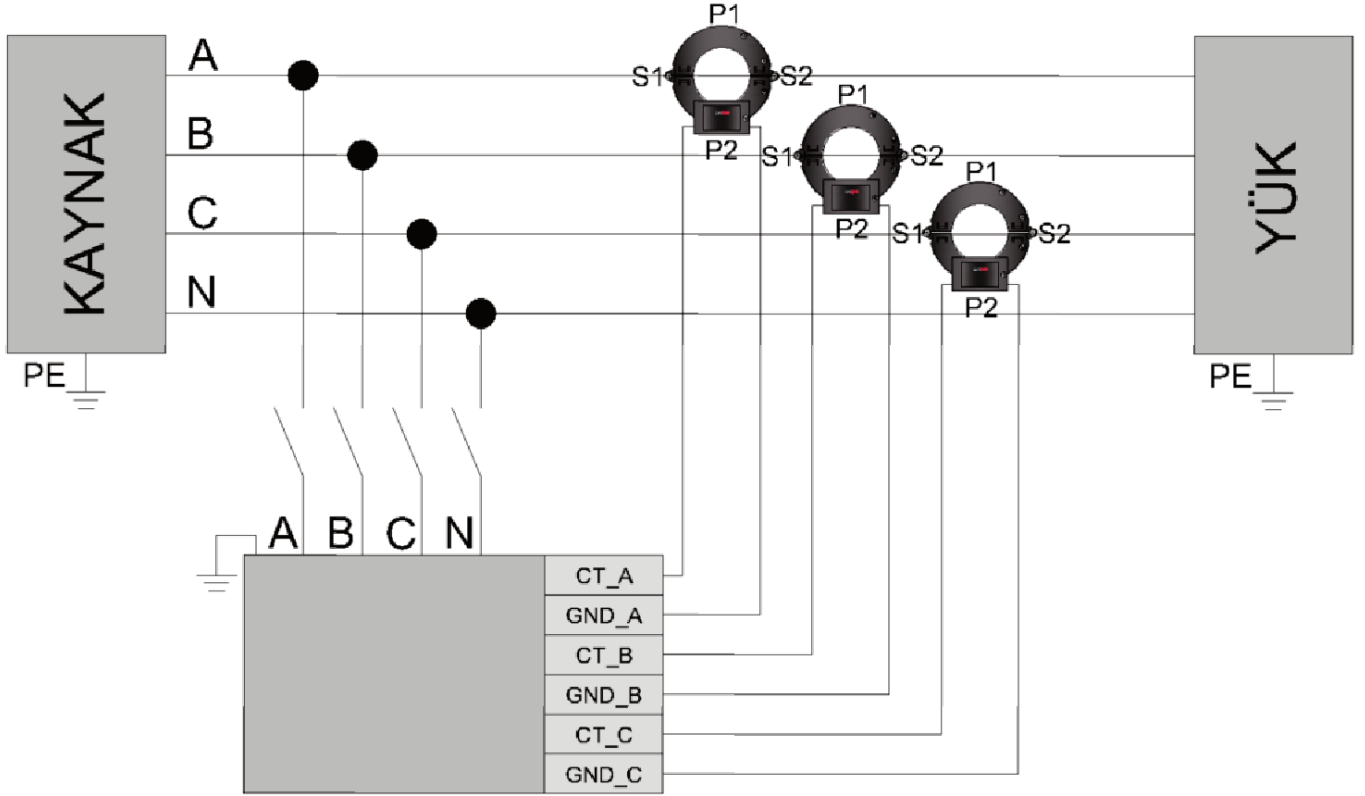 P1
A
S1
S2
P1
B
P2
S1
S2
P1
C
P2
S1
S2
N
P2
KAYNAK
YÜK
PE
PE
A B C N
CT_A
GND_A
CT_B
GND_B
CT_C
GND_C